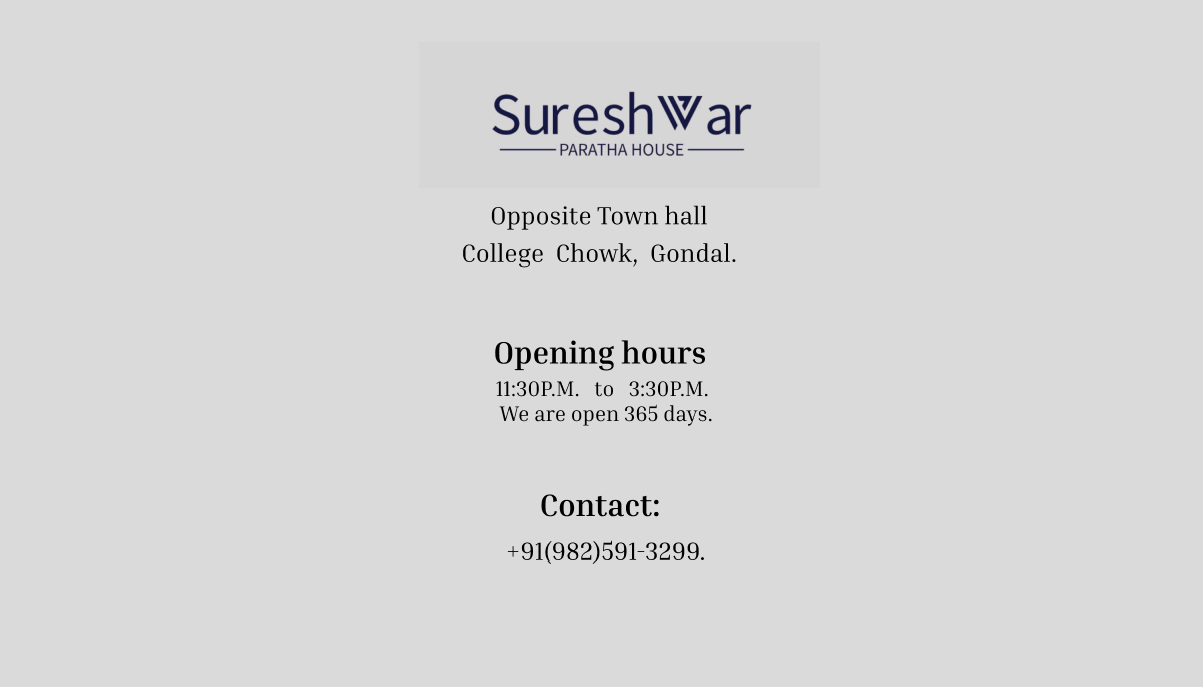 SureshWar
PARATHA HOUSE
Opposite Town hall
College Chowk, Gondal.
Opening hours
11:30P.M. to 3:30P.M.
We are open 365 days.
Contact:
+91(982)591-3299.